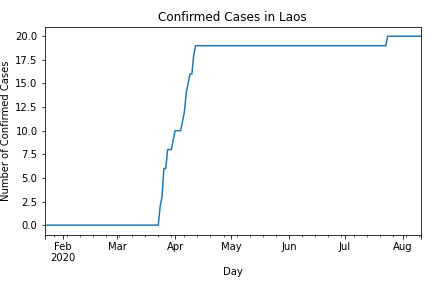 Confirmed Cases in Laos
Number of Confirmed Cases
20.0
17.5
15.0
12.5
10.0
7.5
5.0
2.5
0.0
Feb Mar Apr May Jun Jul Aug
2020
Day